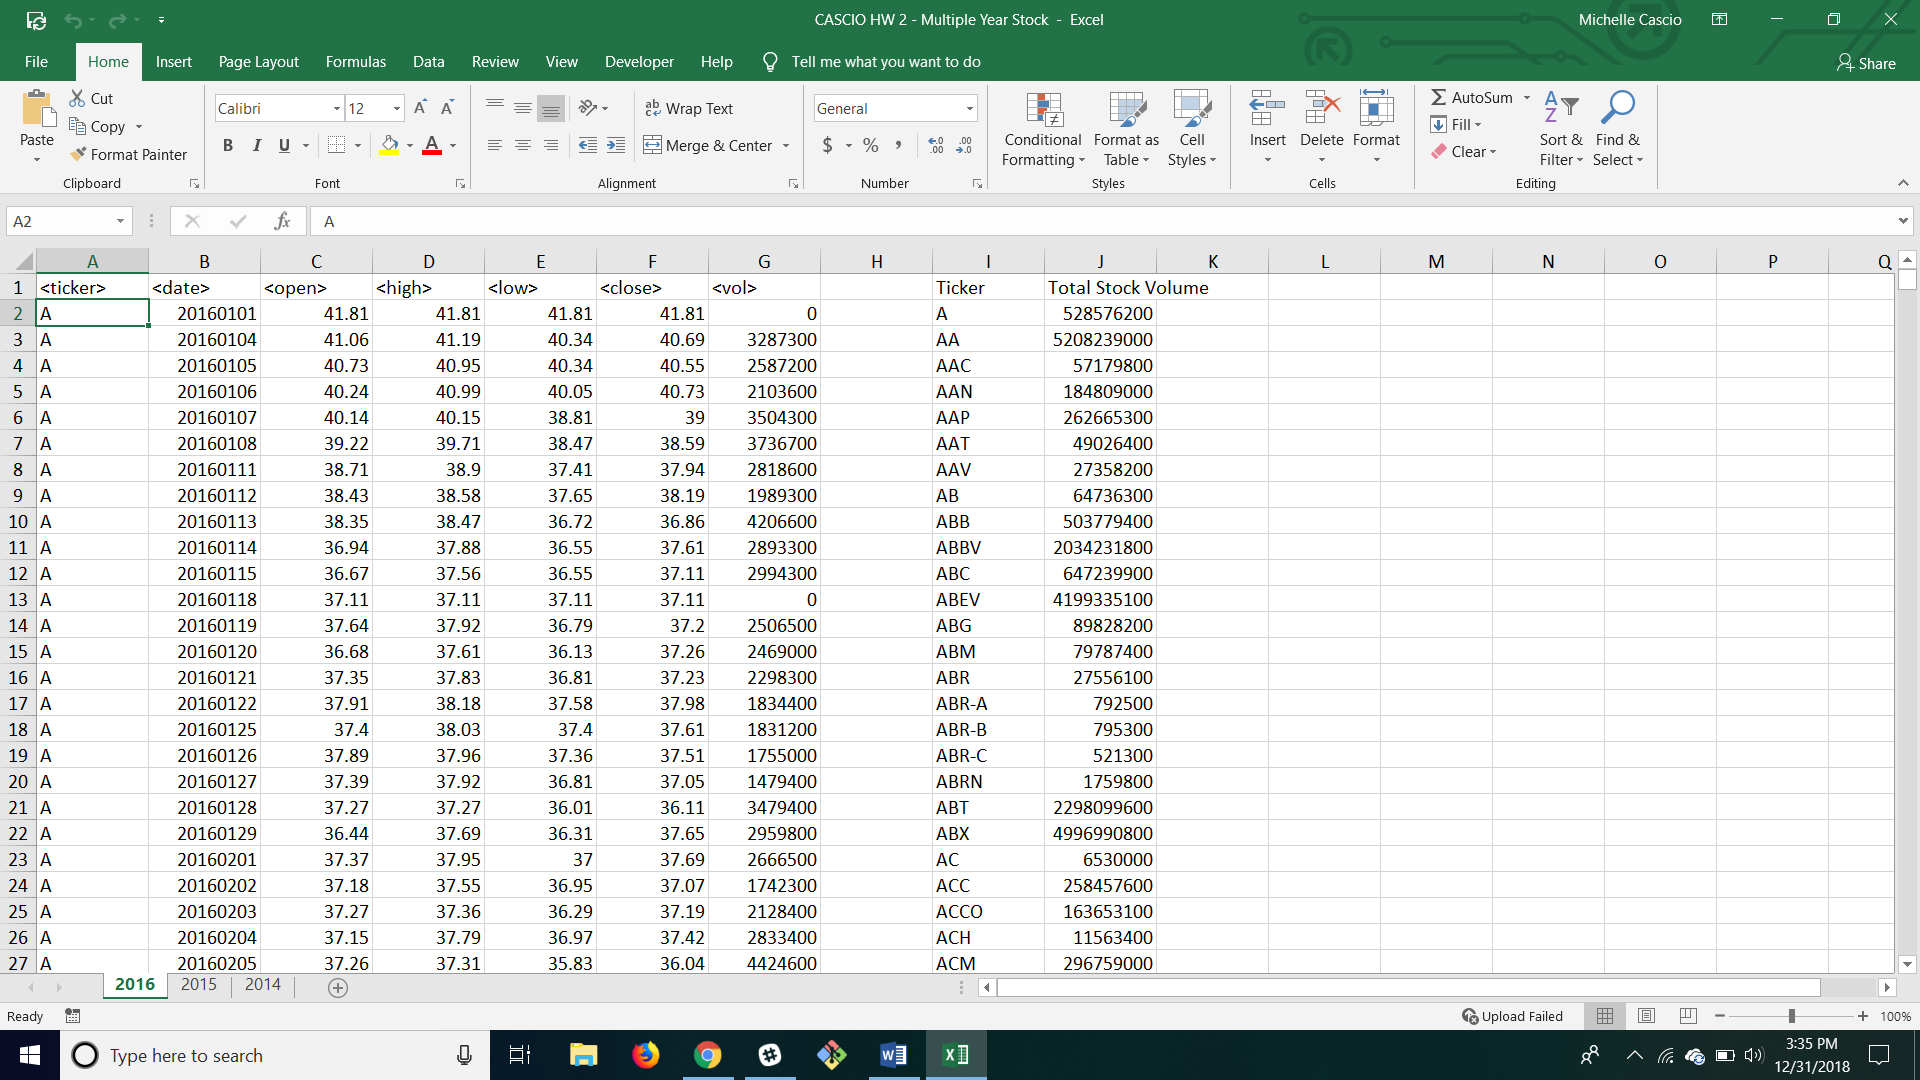 CASCIO HW 2 - Multiple Year Stock - Excel
Michelle Cascio
File Home Insert Page Layout Formulas Data Review View Developer Help Tell me what you want to do
Share
Paste
Cut
Copy
Format Painter
Clipboard
Calibri 12
B I U
Font
Wrap Text
Merge & Center
Alignment
General
$ % ,
Number
Conditional Formatting
Format as Table
Cell Styles
Styles
Insert Delete Format
Cells
AutoSum
Fill
Clear
Sort & Filter
Find & Select
Editing
A2 fx A
A B C D E F G H I J K L M N O P Q
1 <ticker> <date> <open> <high> <low> <close> <vol> Ticker Total Stock Volume
2 A 20160101 41.81 41.81 41.81 41.81 0 A 528576200
3 A 20160104 41.06 41.19 40.34 40.69 3287300 AA 5208239000
4 A 20160105 40.73 40.95 40.34 40.55 2587200 AAC 57179800
5 A 20160106 40.24 40.99 40.05 40.73 2103600 AAN 184809000
6 A 20160107 40.14 40.15 38.81 39 3504300 AAP 262665300
7 A 20160108 39.22 39.71 38.47 38.59 3736700 AAT 49026400
8 A 20160111 38.71 38.9 37.41 37.94 2818600 AAV 27358200
9 A 20160112 38.43 38.58 37.65 38.19 1989300 AB 64736300
10 A 20160113 38.35 38.47 36.72 36.86 4206600 ABB 503779400
11 A 20160114 36.94 37.88 36.55 37.61 2893300 ABBV 2034231800
12 A 20160115 36.67 37.56 36.55 37.11 2994300 ABC 647239900
13 A 20160118 37.11 37.11 37.11 37.11 0 ABEV 4199335100
14 A 20160119 37.64 37.92 36.79 37.2 2506500 ABG 89828200
15 A 20160120 36.68 37.61 36.13 37.26 2469000 ABM 79787400
16 A 20160121 37.35 37.83 36.81 37.23 2298300 ABR 27556100
17 A 20160122 37.91 38.18 37.58 37.98 1834400 ABR-A 792500
18 A 20160125 37.4 38.03 37.4 37.61 1831200 ABR-B 795300
19 A 20160126 37.89 37.96 37.36 37.51 1755000 ABR-C 521300
20 A 20160127 37.39 37.92 36.81 37.05 1479400 ABRN 1759800
21 A 20160128 37.27 37.27 36.01 36.11 3479400 ABT 2298099600
22 A 20160129 36.44 37.69 36.31 37.65 2959800 ABX 4996990800
23 A 20160201 37.37 37.95 37 37.69 2666500 AC 6530000
24 A 20160202 37.18 37.55 36.95 37.07 1742300 ACC 258457600
25 A 20160203 37.27 37.36 36.29 37.19 2128400 ACCO 163653100
26 A 20160204 37.15 37.79 36.97 37.42 2833400 ACH 11563400
27 A 20160205 37.26 37.31 35.83 36.04 4424600 ACM 296759000
2016 2015 2014
Ready
Upload Failed
100%
Type here to search
3:35 PM
12/31/2018